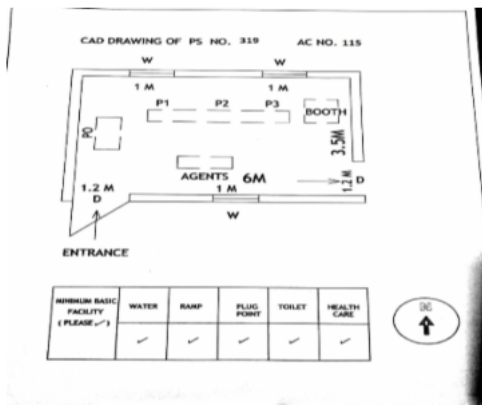 CAD DRAWING OF PS NO. 319 AC NO. 115
W W
1 M 1 M
P1 P2 P3
BOOTH
PO
3.5M
AGENTS 6M
1.2 M 1 M 1.2 M
D D
W
ENTRANCE
MINIMUM BASIC FACILITY (PLEASE ✓) WATER RAMP PLUG POINT TOILET HEALTH CARE
✓ ✓ ✓ ✓ ✓
N